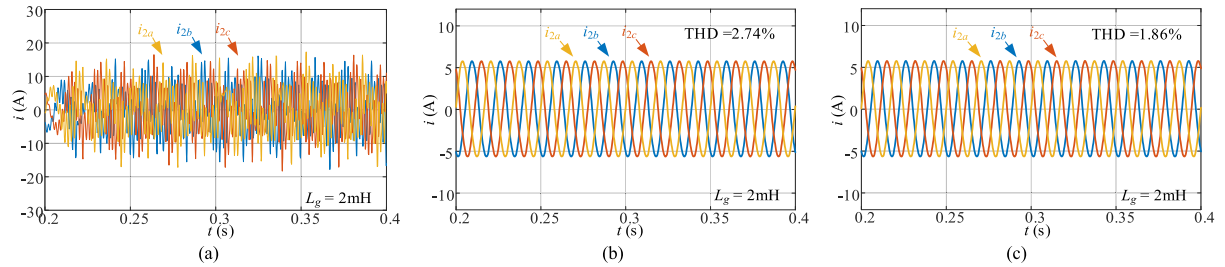 30
20
10
0
-10
-20
-30
i (A)
i2a i2b i2c
Lg = 2mH
0.2 0.25 0.3 0.35 0.4
t (s)
(a)
10
5
0
-5
-10
i (A)
i2a i2b i2c
THD =2.74%
Lg = 2mH
0.2 0.25 0.3 0.35 0.4
t (s)
(b)
10
5
0
-5
-10
i (A)
i2a i2b i2c
THD =1.86%
Lg = 2mH
0.2 0.25 0.3 0.35 0.4
t (s)
(c)